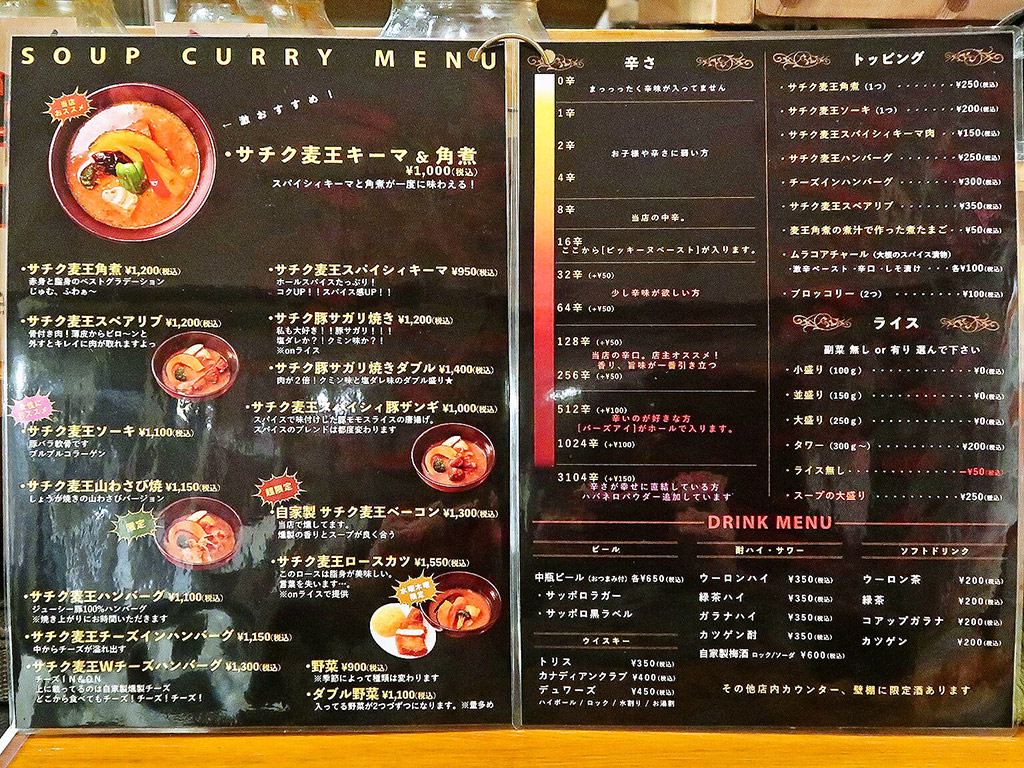 SOUP CURRY MENU
当店
おススメ
←激おすすめ！
・サチク麦王キーマ & 角煮
¥1,000(税込)
スパイシィキーマと角煮が一度に味わえる！
・サチク麦王角煮 ¥1,200(税込)
赤身と脂身のベストグラデーション
じゅむ、ふわぁ〜
・サチク麦王スペアリブ ¥1,200(税込)
骨付き肉！薄皮からピローンと
外すとキレイに肉が取れますよっ
女性に
おススメ
・サチク麦王ソーキ ¥1,100(税込)
豚バラ軟骨です
プルプルコラーゲン
・サチク麦王山わさび焼 ¥1,150(税込)
しょうが焼きの山わさびバージョン
限定
・サチク麦王ハンバーグ ¥1,100(税込)
ジューシー豚100%ハンバーグ
※焼き上がりにお時間いただきます
・サチク麦王チーズインハンバーグ ¥1,150(税込)
中からチーズが溢れ出す
・サチク麦王Wチーズハンバーグ ¥1,300(税込)
チーズIN&ON
上に載ってるのは自家製燻製チーズ
どこから食べてもチーズ！チーズ！チーズ！
・サチク麦王スパイシィキーマ ¥950(税込)
ホールスパイスたっぷり！
コクUP！！スパイス感UP！！
・サチク豚サガリ焼き ¥1,200(税込)
私も大好き！！豚サガリ！！！
塩ダレか？！クミン味か？！
※onライス
・サチク豚サガリ焼きダブル ¥1,400(税込)
肉が2倍！クミン味と塩ダレ味のダブル盛り★
・サチク麦王スパイシィ豚ザンギ ¥1,000(税込)
スパイスで味付けした豚モモスライスの唐揚げ。
スパイスのブレンドは都度変わります
超限定
・自家製 サチク麦王ベーコン ¥1,300(税込)
当店で燻してます。
燻製の香りとスープが良く合う
・サチク麦王ロースカツ ¥1,550(税込)
このロースは脂身が美味しい。
言葉を失います…
※onライスで提供
水曜木曜
限定
・野菜 ¥900(税込)
※季節によって種類は変わります
・ダブル野菜 ¥1,100(税込)
入ってる野菜が2つづずつになります。※量多め
辛さ
0辛
まっっったく辛味が入ってません
1辛
2辛
お子様や辛さに弱い方
4辛
8辛
当店の中辛。
16辛
ここから[ピッキーヌペースト]が入ります。
32辛 (+¥50)
少し辛味が欲しい方
64辛 (+¥50)
128辛 (+¥50)
当店の辛口。店主オススメ！
香り、旨味が一番引き立つ
256辛 (+¥50)
512辛 (+¥100)
辛いのが好きな方
[バーズアイ]がホールで入ります。
1024辛 (+¥100)
3104辛 (+¥150)
辛さが幸せに直結している方
ハバネロパウダー追加しています
トッピング
・サチク麦王角煮 (1つ) ・・・・・・・¥250(税込)
・サチク麦王ソーキ (1つ) ・・・・・・¥200(税込)
・サチク麦王スパイシィキーマ肉 ・・¥150(税込)
・サチク麦王ハンバーグ ・・・・・・・¥250(税込)
・チーズインハンバーグ ・・・・・・・¥300(税込)
・サチク麦王スペアリブ ・・・・・・・¥350(税込)
・麦王角煮の煮汁で作った煮たまご・・¥50(税込)
・ムラコアチャール (大根のスパイス漬物)
・激辛ペースト・辛口・しそ漬け ・・・各¥100(税込)
・ブロッコリー (2つ) ・・・・・・・・¥100(税込)
ライス
副菜 無し or 有り 選んで下さい
・小盛り (100g) ・・・・・・・・・・¥0(税込)
・並盛り (150g) ・・・・・・・・・・¥0(税込)
・大盛り (250g) ・・・・・・・・・・¥0(税込)
・タワー (300g〜) ・・・・・・・・・¥200(税込)
・ライス無し・・・・・・・・・・・・−¥50(税込)
・スープの大盛り ・・・・・・・・・・¥250(税込)
DRINK MENU
ビール
中瓶ビール (おつまみ付) 各¥650(税込)
・サッポロラガー
・サッポロ黒ラベル
ウイスキー
トリス ¥350(税込)
カナディアンクラブ ¥400(税込)
デュワーズ ¥450(税込)
ハイボール / ロック / 水割り / お湯割
酎ハイ・サワー
ウーロンハイ ¥350(税込)
緑茶ハイ ¥350(税込)
ガラナハイ ¥350(税込)
カツゲン酎 ¥350(税込)
自家製梅酒 ロック/ソーダ ¥600(税込)
ソフトドリンク
ウーロン茶 ¥200(税込)
緑茶 ¥200(税込)
コアップガラナ ¥200(税込)
カツゲン ¥200(税込)
その他店内カウンター、壁棚に限定酒あります